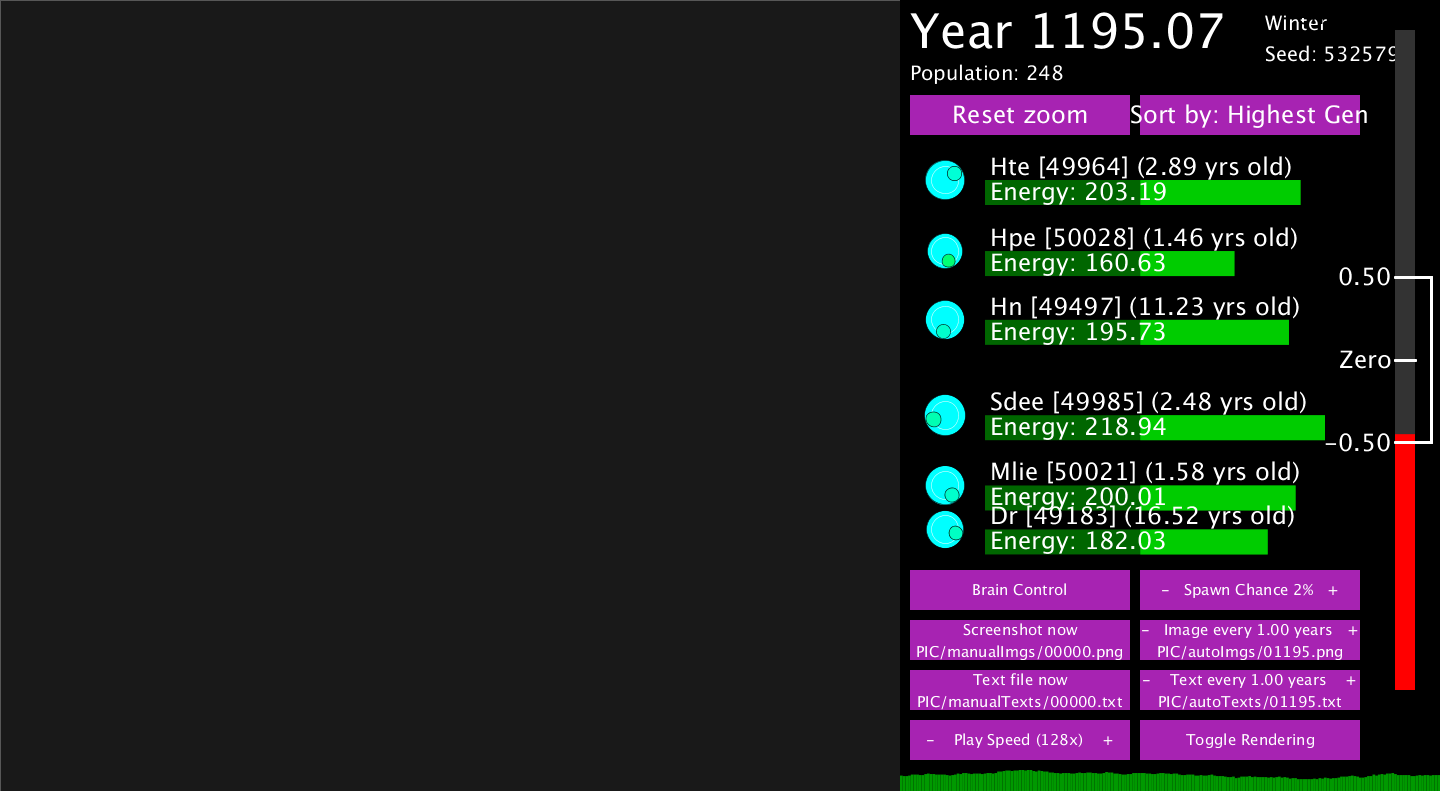 Year 1195.07
Winter
Seed: 532579
Population: 248
Reset zoom
Sort by: Highest Gen
Hte [49964] (2.89 yrs old)
Energy: 203.19
Hpe [50028] (1.46 yrs old)
Energy: 160.63
0.50
Hn [49497] (11.23 yrs old)
Energy: 195.73
Zero
Sdee [49985] (2.48 yrs old)
Energy: 218.94
-0.50
Mlie [50021] (1.58 yrs old)
Energy: 200.01
Dr [49183] (16.52 yrs old)
Energy: 182.03
Brain Control
- Spawn Chance 2% +
Screenshot now
PIC/manualImgs/00000.png
- Image every 1.00 years +
PIC/autoImgs/01195.png
Text file now
PIC/manualTexts/00000.txt
- Text every 1.00 years +
PIC/autoTexts/01195.txt
- Play Speed (128x) +
Toggle Rendering